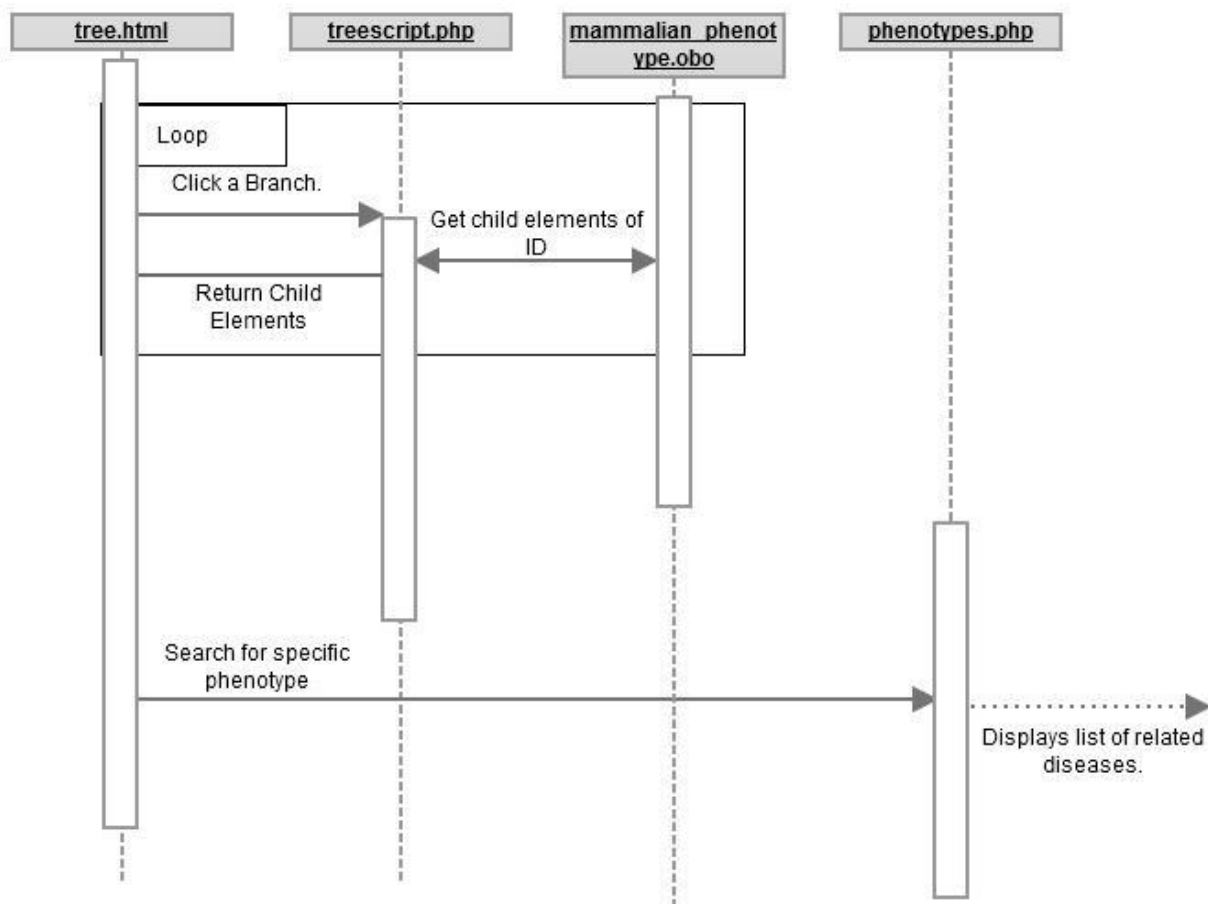 tree.html
treescript.php
mammalian_phenot
ype.obo
phenotypes.php
Loop
Click a Branch.
Get child elements of
ID
Return Child
Elements
Search for specific
phenotype
Displays list of related
diseases.